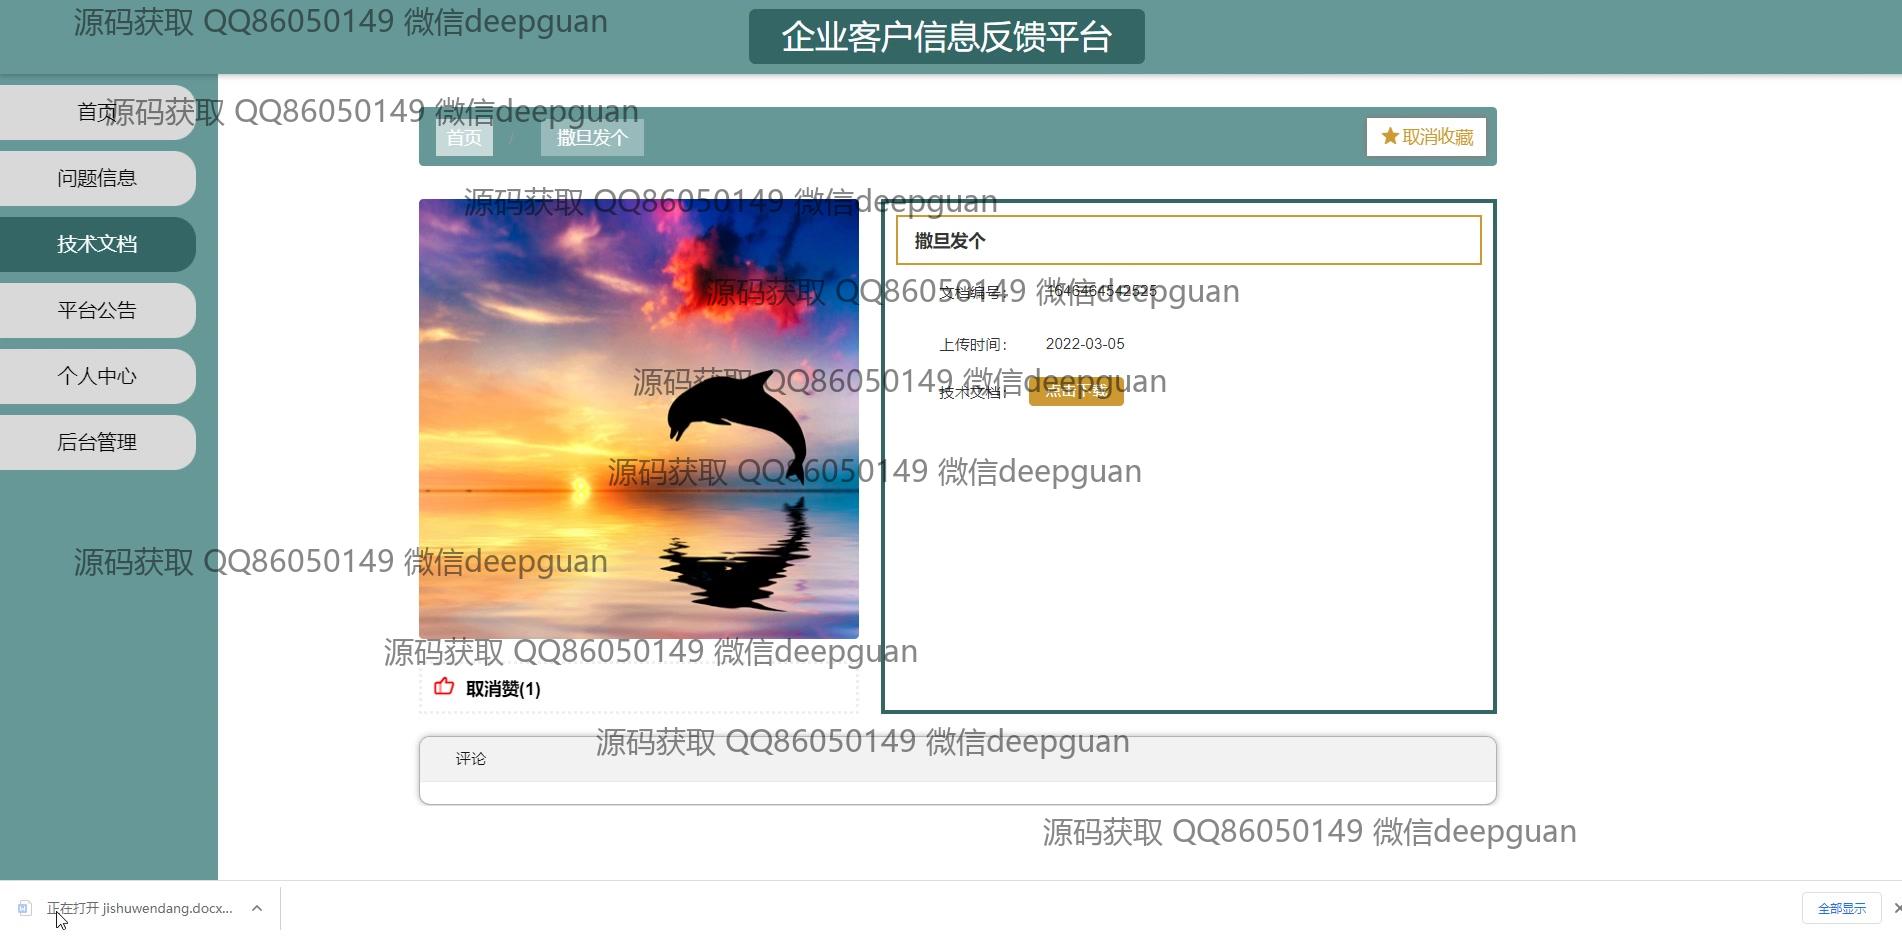 源码获取 QQ86050149 微信deepguan
企业客户信息反馈平台
首页
源码获取 QQ86050149 微信deepguan
首页 / 撒旦发个
取消收藏
问题信息
源码获取 QQ86050149 微信deepguan
技术文档
撒旦发个
源码获取 QQ86050149 微信deepguan
文档编号： 1646464542525
平台公告
上传时间： 2022-03-05
个人中心
源码获取 QQ86050149 微信deepguan
技术文档： 点击下载
后台管理
源码获取 QQ86050149 微信deepguan
源码获取 QQ86050149 微信deepguan
源码获取 QQ86050149 微信deepguan
取消赞(1)
源码获取 QQ86050149 微信deepguan
评论
源码获取 QQ86050149 微信deepguan
正在打开 jishuwendang.docx...
全部显示